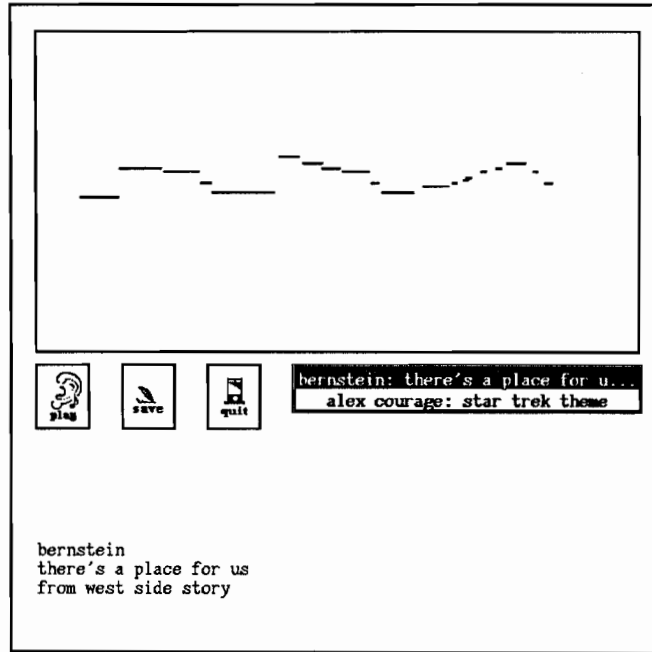 play
save
quit
bernstein: there's a place for u...
alex courage: star trek theme
bernstein
there's a place for us
from west side story